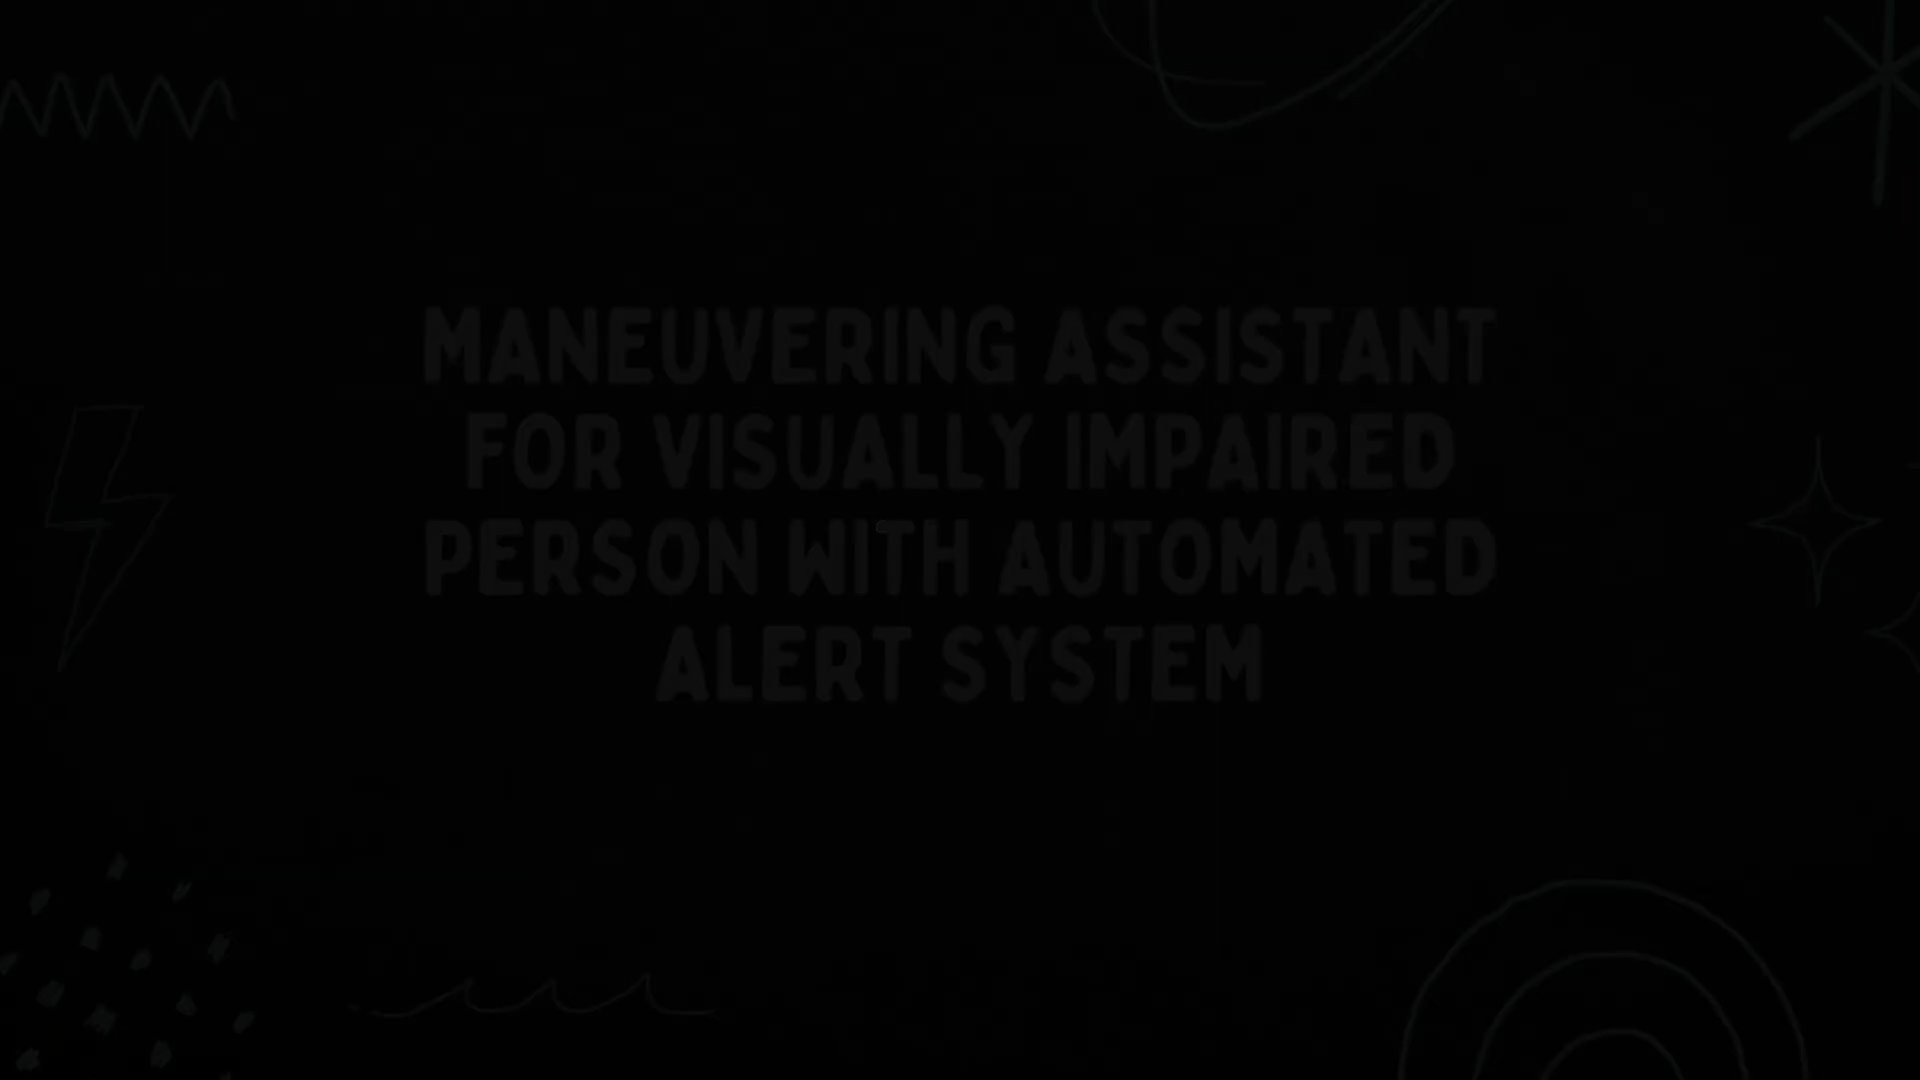 MANEUVERING ASSISTANT
FOR VISUALLY IMPAIRED
PERSON WITH AUTOMATED
ALERT SYSTEM